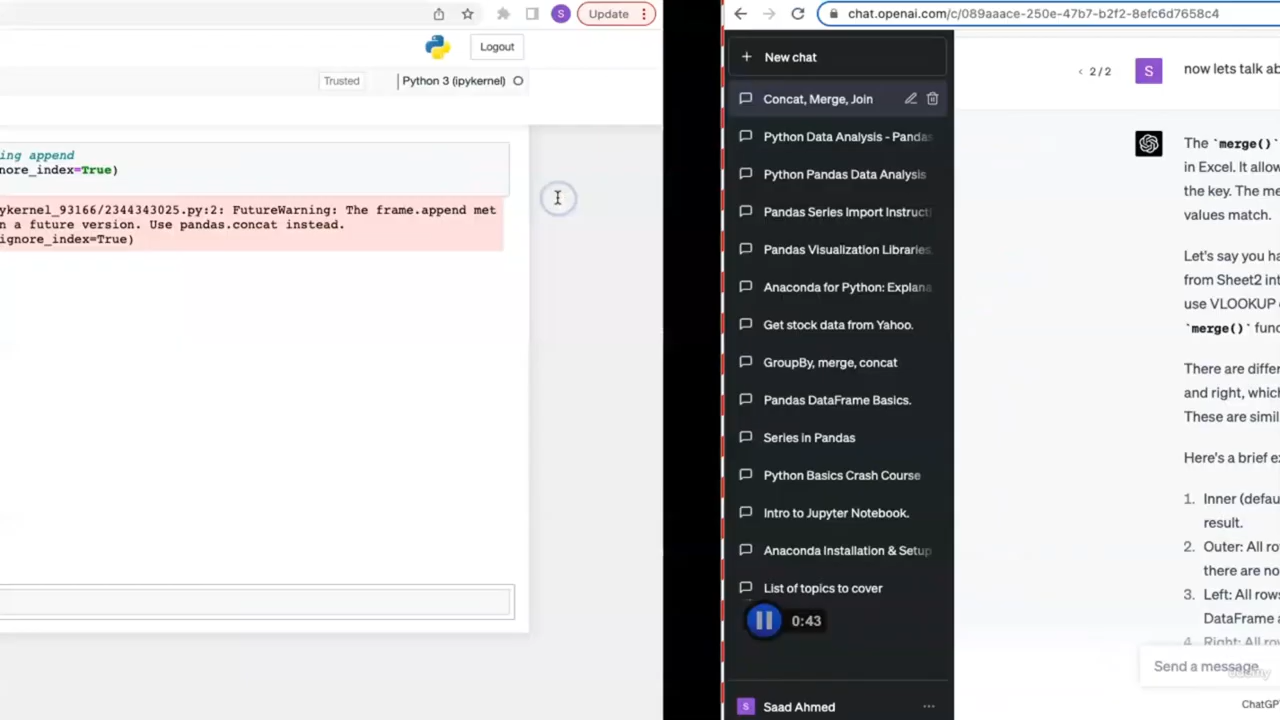 S
Update
Logout
Trusted
Python 3 (ipykernel)
ing append
nore_index=True)
ykernel_93166/2344343025.py:2: FutureWarning: The frame.append met
n a future version. Use pandas.concat instead.
ignore_index=True)
chat.openai.com/c/089aaace-250e-47b7-b2f2-8efc6d7658c4
New chat
Concat, Merge, Join
Python Data Analysis - Panda
Python Pandas Data Analysis
Pandas Series Import Instruct
Pandas Visualization Libraries
Anaconda for Python: Explana
Get stock data from Yahoo.
GroupBy, merge, concat
Pandas DataFrame Basics.
Series in Pandas
Python Basics Crash Course
Intro to Jupyter Notebook.
Anaconda Installation & Setup
List of topics to cover
0:43
S
Saad Ahmed
2 / 2
S
now lets talk ab
The `merge()`
in Excel. It allow
the key. The me
values match.
Let's say you ha
from Sheet2 int
use VLOOKUP
`merge()` func
There are differ
and right, which
These are simil
Here's a brief e
1. Inner (defau
result.
2. Outer: All ro
there are no
3. Left: All rows
DataFrame a
4. Right: All ro
Send a message
udemy
ChatGP